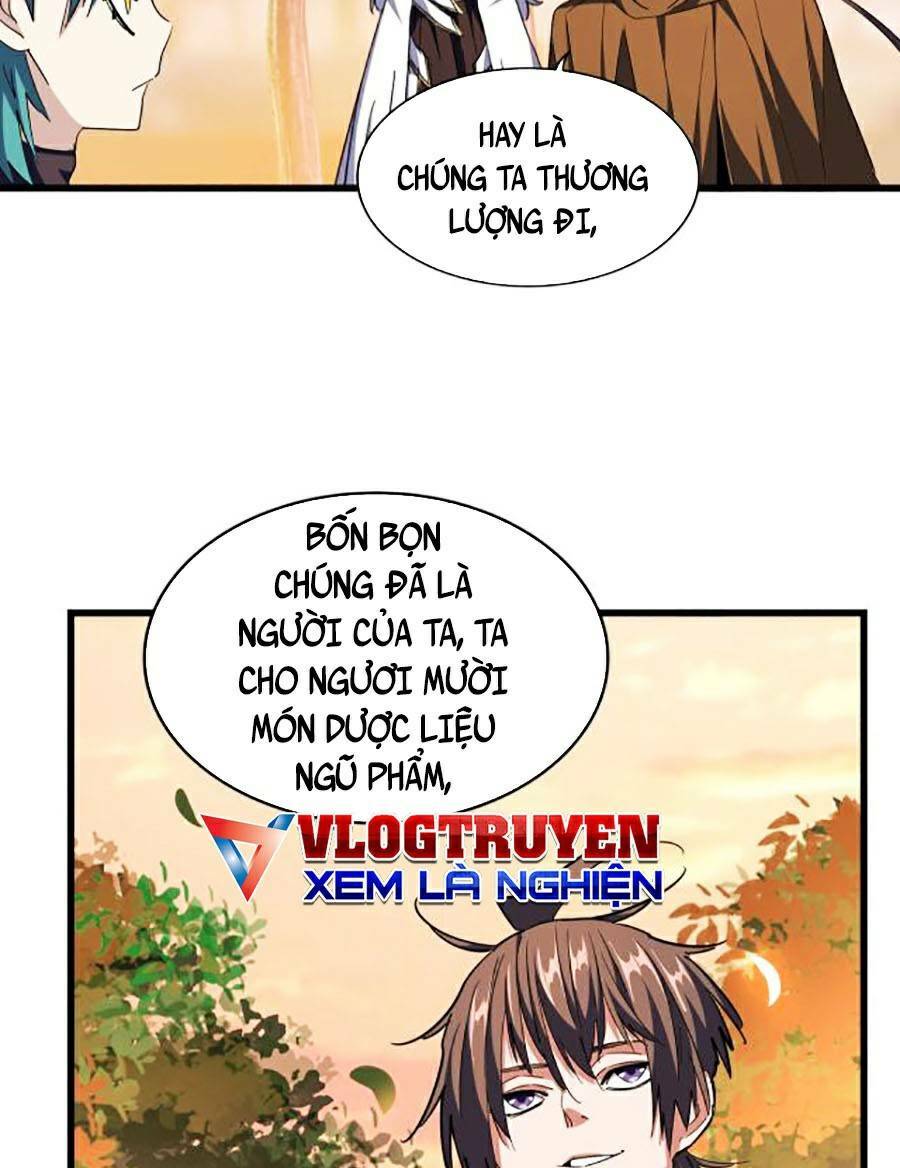 HAY LÀ
CHÚNG TA THƯƠNG
LƯỢNG ĐI,
BỐN BỌN
CHÚNG ĐÃ LÀ
NGƯỜI CỦA TA, TA
CHO NGƯƠI MƯỜI
MÓN DƯỢC LIỆU
NGŨ PHẨM,
VLOGTRUYEN
XEM LÀ NGHIỆN